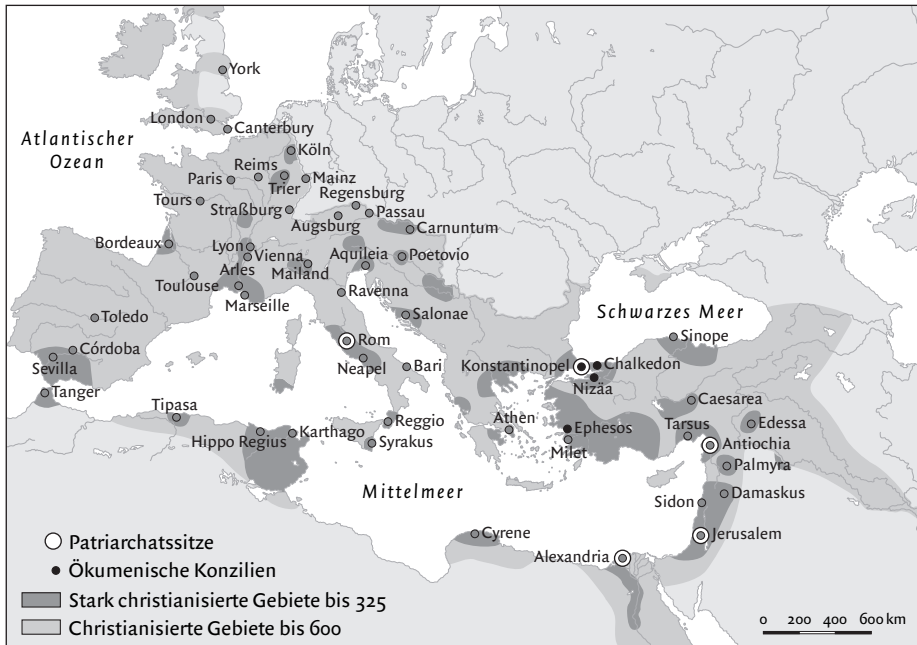 York
London
Canterbury
Atlantischer
Ozean
Köln
Reims
Paris
Trier
Mainz
Regensburg
Tours
Straßburg
Passau
Augsburg
Carnuntum
Bordeaux
Lyon
Vienna
Aquileia
Poetovio
Arles
Mailand
Toulouse
Marseille
Ravenna
Salonae
Schwarzes Meer
Toledo
Sinope
Rom
Córdoba
Sevilla
Neapel
Bari
Konstantinopel
Chalkedon
Nizäa
Tanger
Caesarea
Tipasa
Reggio
Athen
Ephesos
Tarsus
Edessa
Hippo Regius
Karthago
Syrakus
Milet
Antiochia
Palmyra
Mittelmeer
Sidon
Damaskus
Cyrene
Jerusalem
Alexandria
Patriarchatssitze
Ökumenische Konzilien
Stark christianisierte Gebiete bis 325
Christianisierte Gebiete bis 600
0 200 400 600 km